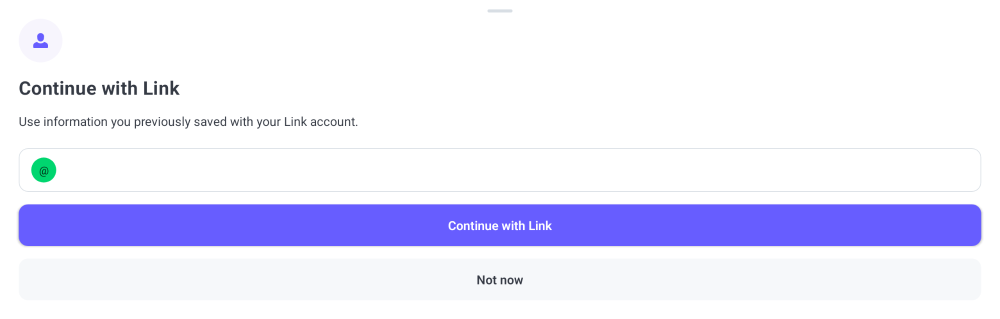 Continue with Link
Use information you previously saved with your Link account.
@
Continue with Link
Not now